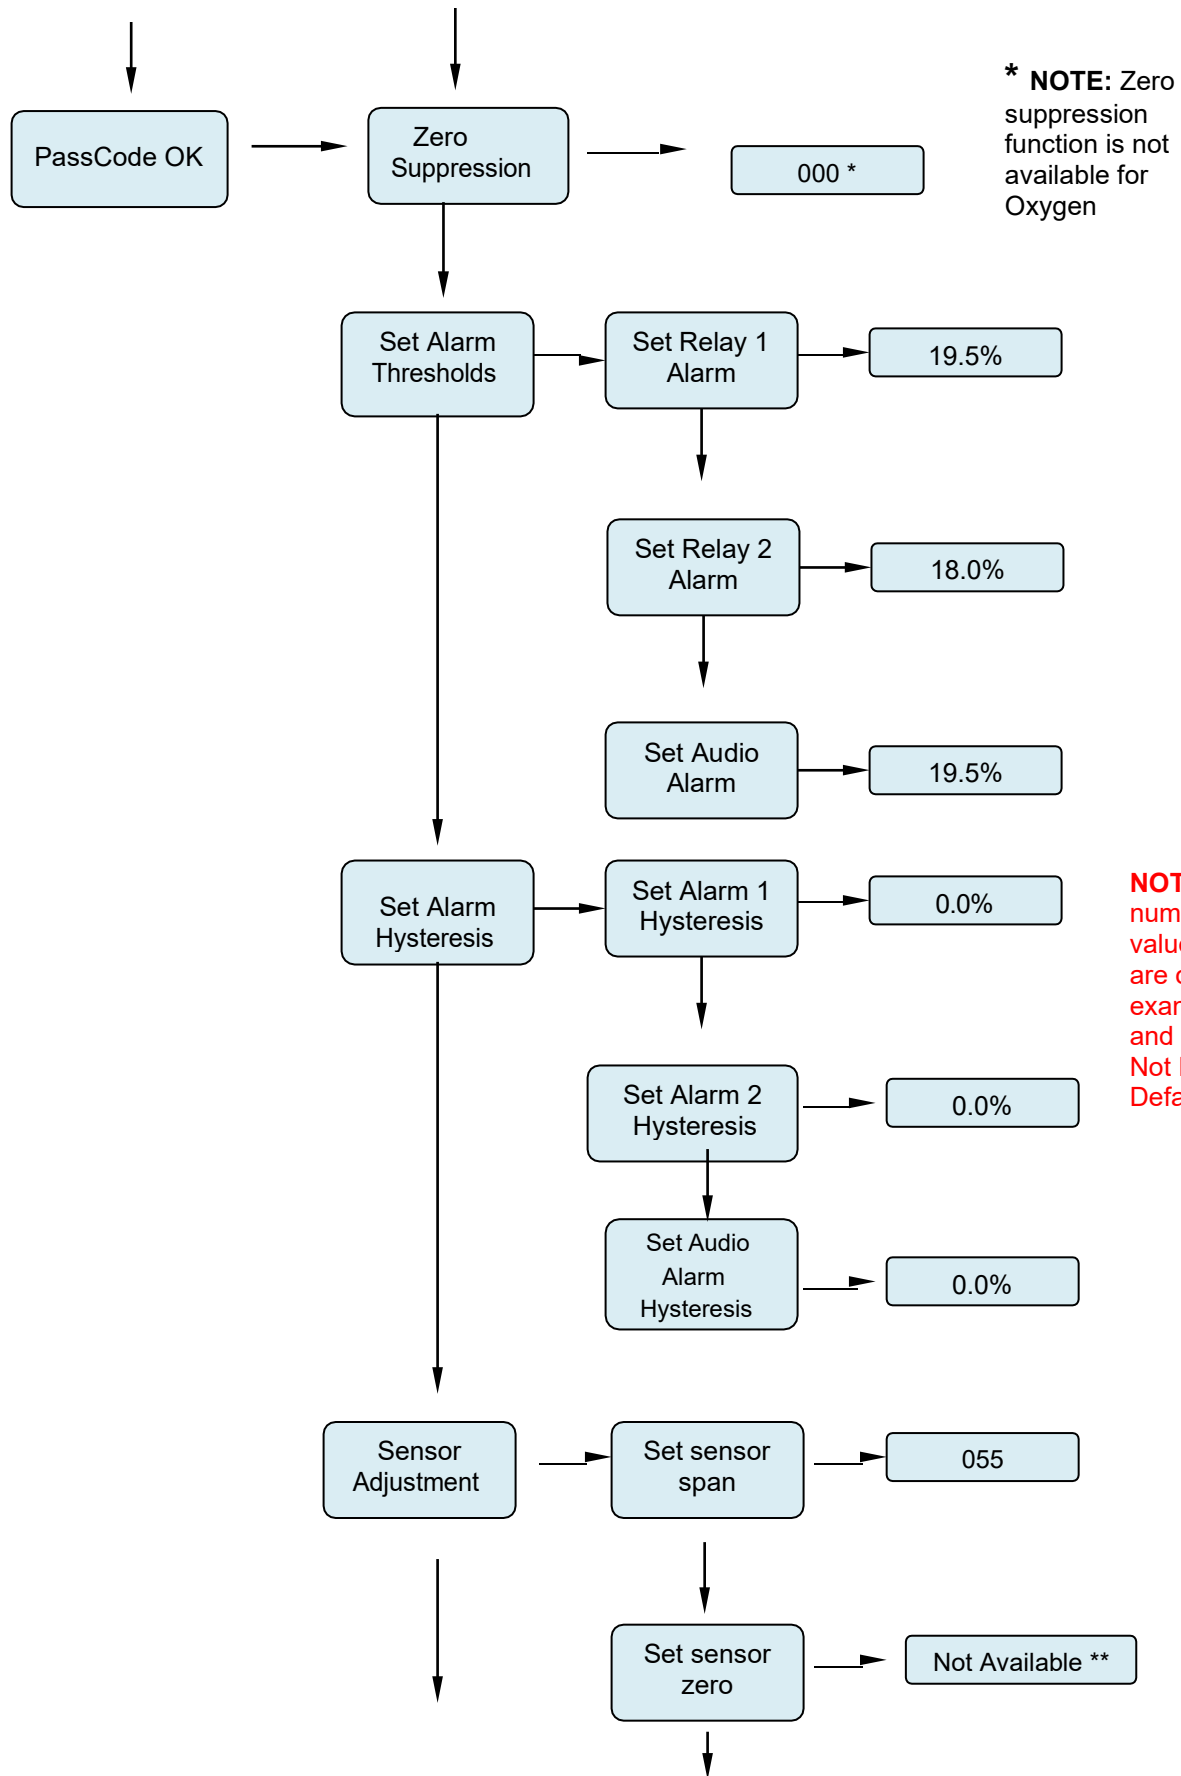 * NOTE: Zero
suppression
function is not
available for
Oxygen
PassCode OK
Zero
Suppression
000 *
Set Alarm
Thresholds
Set Relay 1
Alarm
19.5%
Set Relay 2
Alarm
18.0%
Set Audio
Alarm
19.5%
Set Alarm
Hysteresis
Set Alarm 1
Hysteresis
0.0%
are
and
Not
Set Alarm 2
Hysteresis
0.0%
Set Audio
Alarm
Hysteresis
0.0%
Sensor
Adjustment
Set sensor
span
055
Set sensor
zero
Not Available **